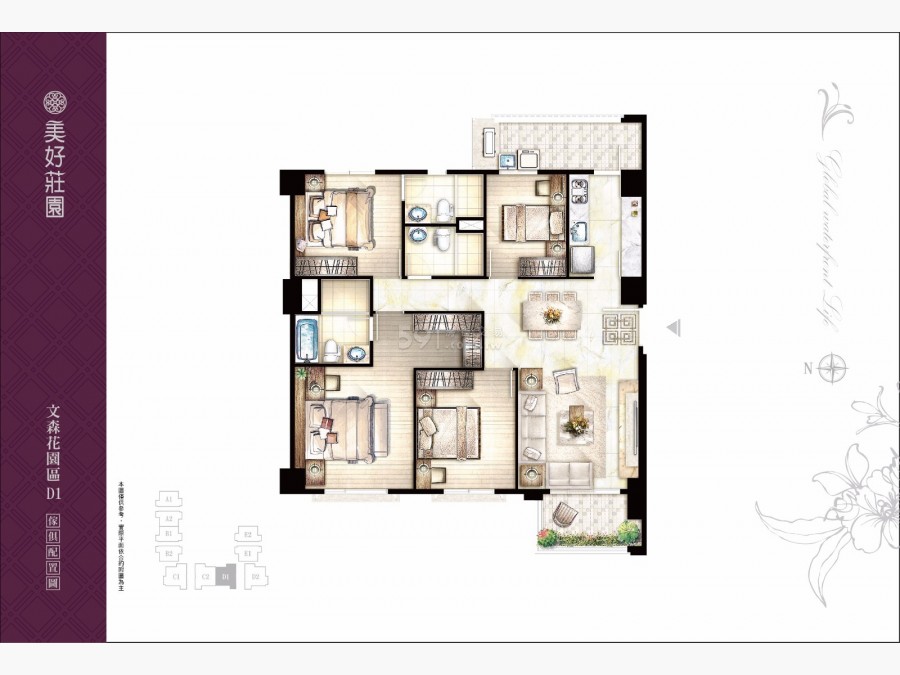 美好莊園
文森花園區 D1
傢俱配置圖
本圖僅供參考，實際平面依合約附圖為主
A1
A2
B1
B2
C1
C2
D1
D2
E1
E2
N
591
Global waterfront Life